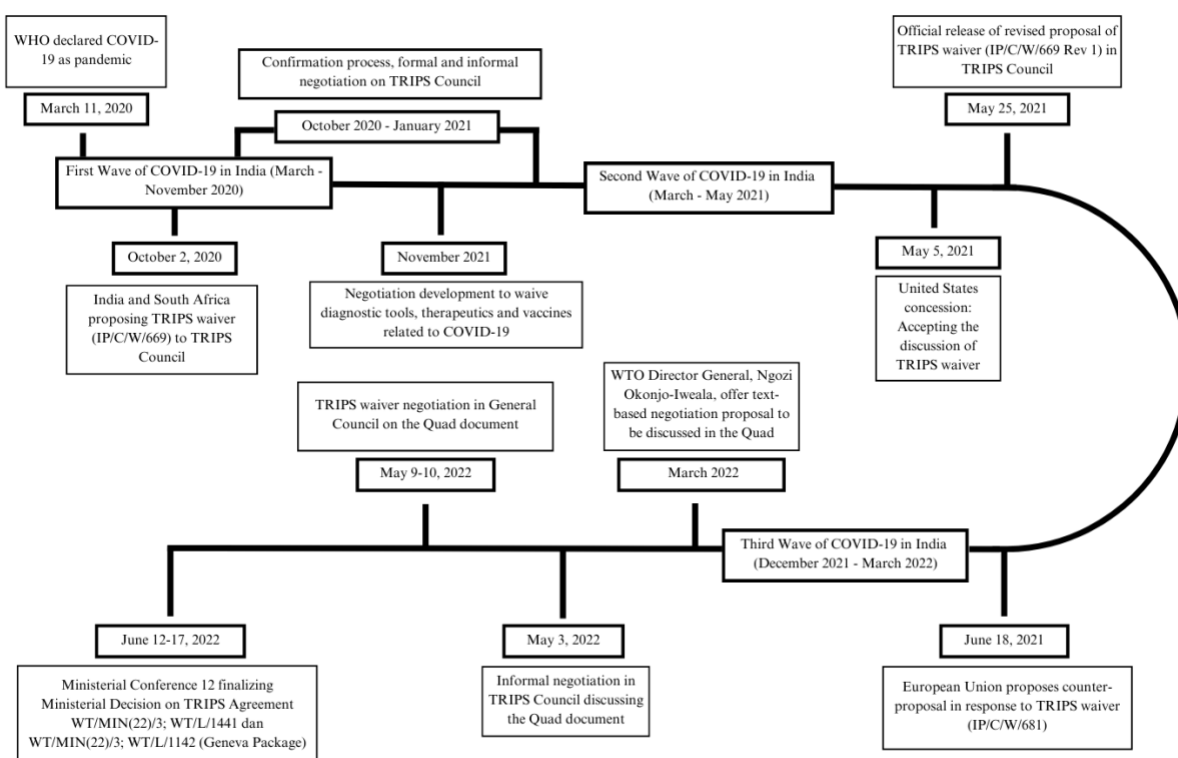 WHO declared COVID-
19 as pandemic
March 11, 2020
Confirmation process, formal and informal
negotiation on TRIPS Council
October 2020 - January 2021
Official release of revised proposal of
TRIPS waiver (IP/C/W/669 Rev 1) in
TRIPS Council
May 25, 2021
First Wave of COVID-19 in India (March -
November 2020)
Second Wave of COVID-19 in India
(March - May 2021)
October 2, 2020
India and South Africa
proposing TRIPS waiver
(IP/C/W/669) to TRIPS
Council
November 2021
Negotiation development to waive
diagnostic tools, therapeutics and vaccines
related to COVID-19
May 5, 2021
United States
concession:
Accepting the
discussion of
TRIPS waiver
TRIPS waiver negotiation in General
Council on the Quad document
May 9-10, 2022
WTO Director General, Ngozi
Okonjo-Iweala, offer text-
based negotiation proposal to
be discussed in the Quad
March 2022
Third Wave of COVID-19 in India
(December 2021 - March 2022)
June 12-17, 2022
Ministerial Conference 12 finalizing
Ministerial Decision on TRIPS Agreement
WT/MIN(22)/3; WT/L/1441 dan
WT/MIN(22)/3; WT/L/1142 (Geneva Package)
May 3, 2022
Informal negotiation in
TRIPS Council discussing
the Quad document
June 18, 2021
European Union proposes counter-
proposal in response to TRIPS waiver
(IP/C/W/681)